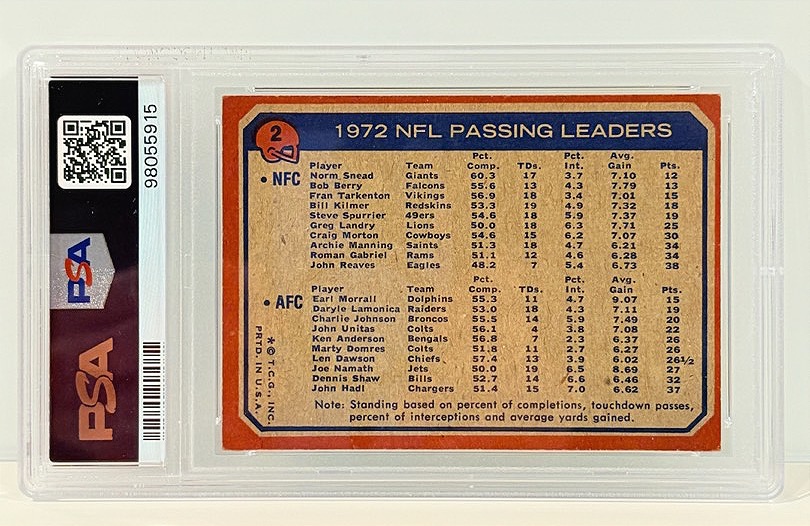 98055915
PSA
PSA
2
1972 NFL PASSING LEADERS
Player Team Pct. Comp. TDs. Pct. Int. Avg. Gain Pts.
• NFC
Norm Snead Giants 60.3 17 3.7 7.10 12
Bob Berry Falcons 55.6 13 4.3 7.79 13
Fran Tarkenton Vikings 56.9 18 3.4 7.01 15
Bill Kilmer Redskins 53.3 19 4.9 7.32 18
Steve Spurrier 49ers 54.6 18 5.9 7.37 19
Greg Landry Lions 50.0 18 6.3 7.71 25
Craig Morton Cowboys 54.6 15 6.2 7.07 30
Archie Manning Saints 51.3 18 4.7 6.21 34
Roman Gabriel Rams 51.1 12 4.6 6.28 34
John Reaves Eagles 48.2 7 5.4 6.73 38
Player Team Pct. Comp. TDs. Pct. Int. Avg. Gain Pts.
• AFC
Earl Morrall Dolphins 55.3 11 4.7 9.07 15
Daryle Lamonica Raiders 53.0 18 4.3 7.11 19
Charlie Johnson Broncos 55.5 14 5.9 7.49 20
John Unitas Colts 56.1 4 3.8 7.08 22
Ken Anderson Bengals 56.8 7 2.3 6.37 26
Marty Domres Colts 51.8 11 2.7 6.27 26
Len Dawson Chiefs 57.4 13 3.9 6.02 26½
Joe Namath Jets 50.0 19 6.5 8.69 27
Dennis Shaw Bills 52.7 14 6.6 6.46 32
John Hadl Chargers 51.4 15 7.0 6.62 37
Note: Standing based on percent of completions, touchdown passes,
percent of interceptions and average yards gained.
* © T.C.G., INC.
PRTD. IN U.S.A.